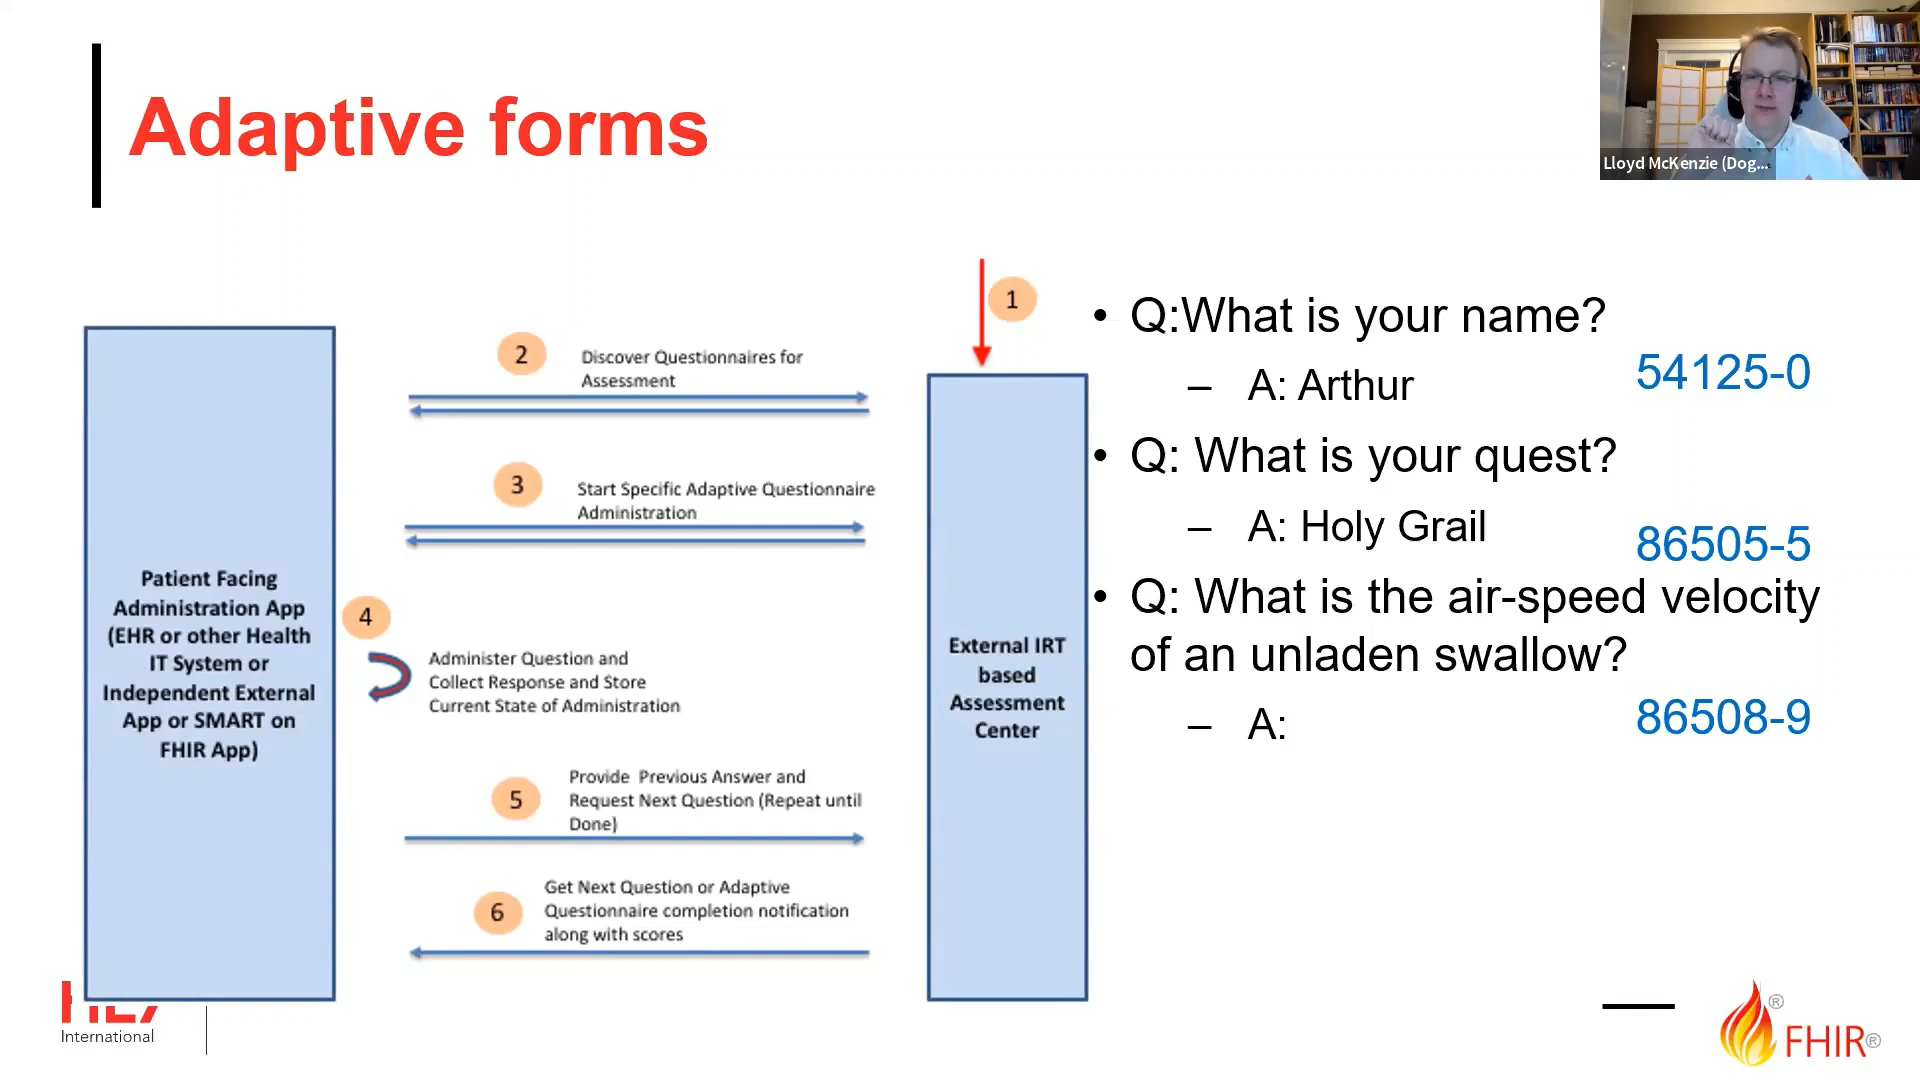 Adaptive forms
Lloyd McKenzie (Dog...
1
2
Discover Questionnaires for
Assessment
3
Start Specific Adaptive Questionnaire
Administration
4
Administer Question and
Collect Response and Store
Current State of Administration
5
Provide Previous Answer and
Request Next Question (Repeat until
Done)
6
Get Next Question or Adaptive
Questionnaire completion notification
along with scores
Patient Facing
Administration App
(EHR or other Health
IT System or
Independent External
App or SMART on
FHIR App)
External IRT
based
Assessment
Center
• Q:What is your name?
– A: Arthur
54125-0
• Q: What is your quest?
– A: Holy Grail
86505-5
• Q: What is the air-speed velocity
of an unladen swallow?
– A:
86508-9
International
FHIR®
®